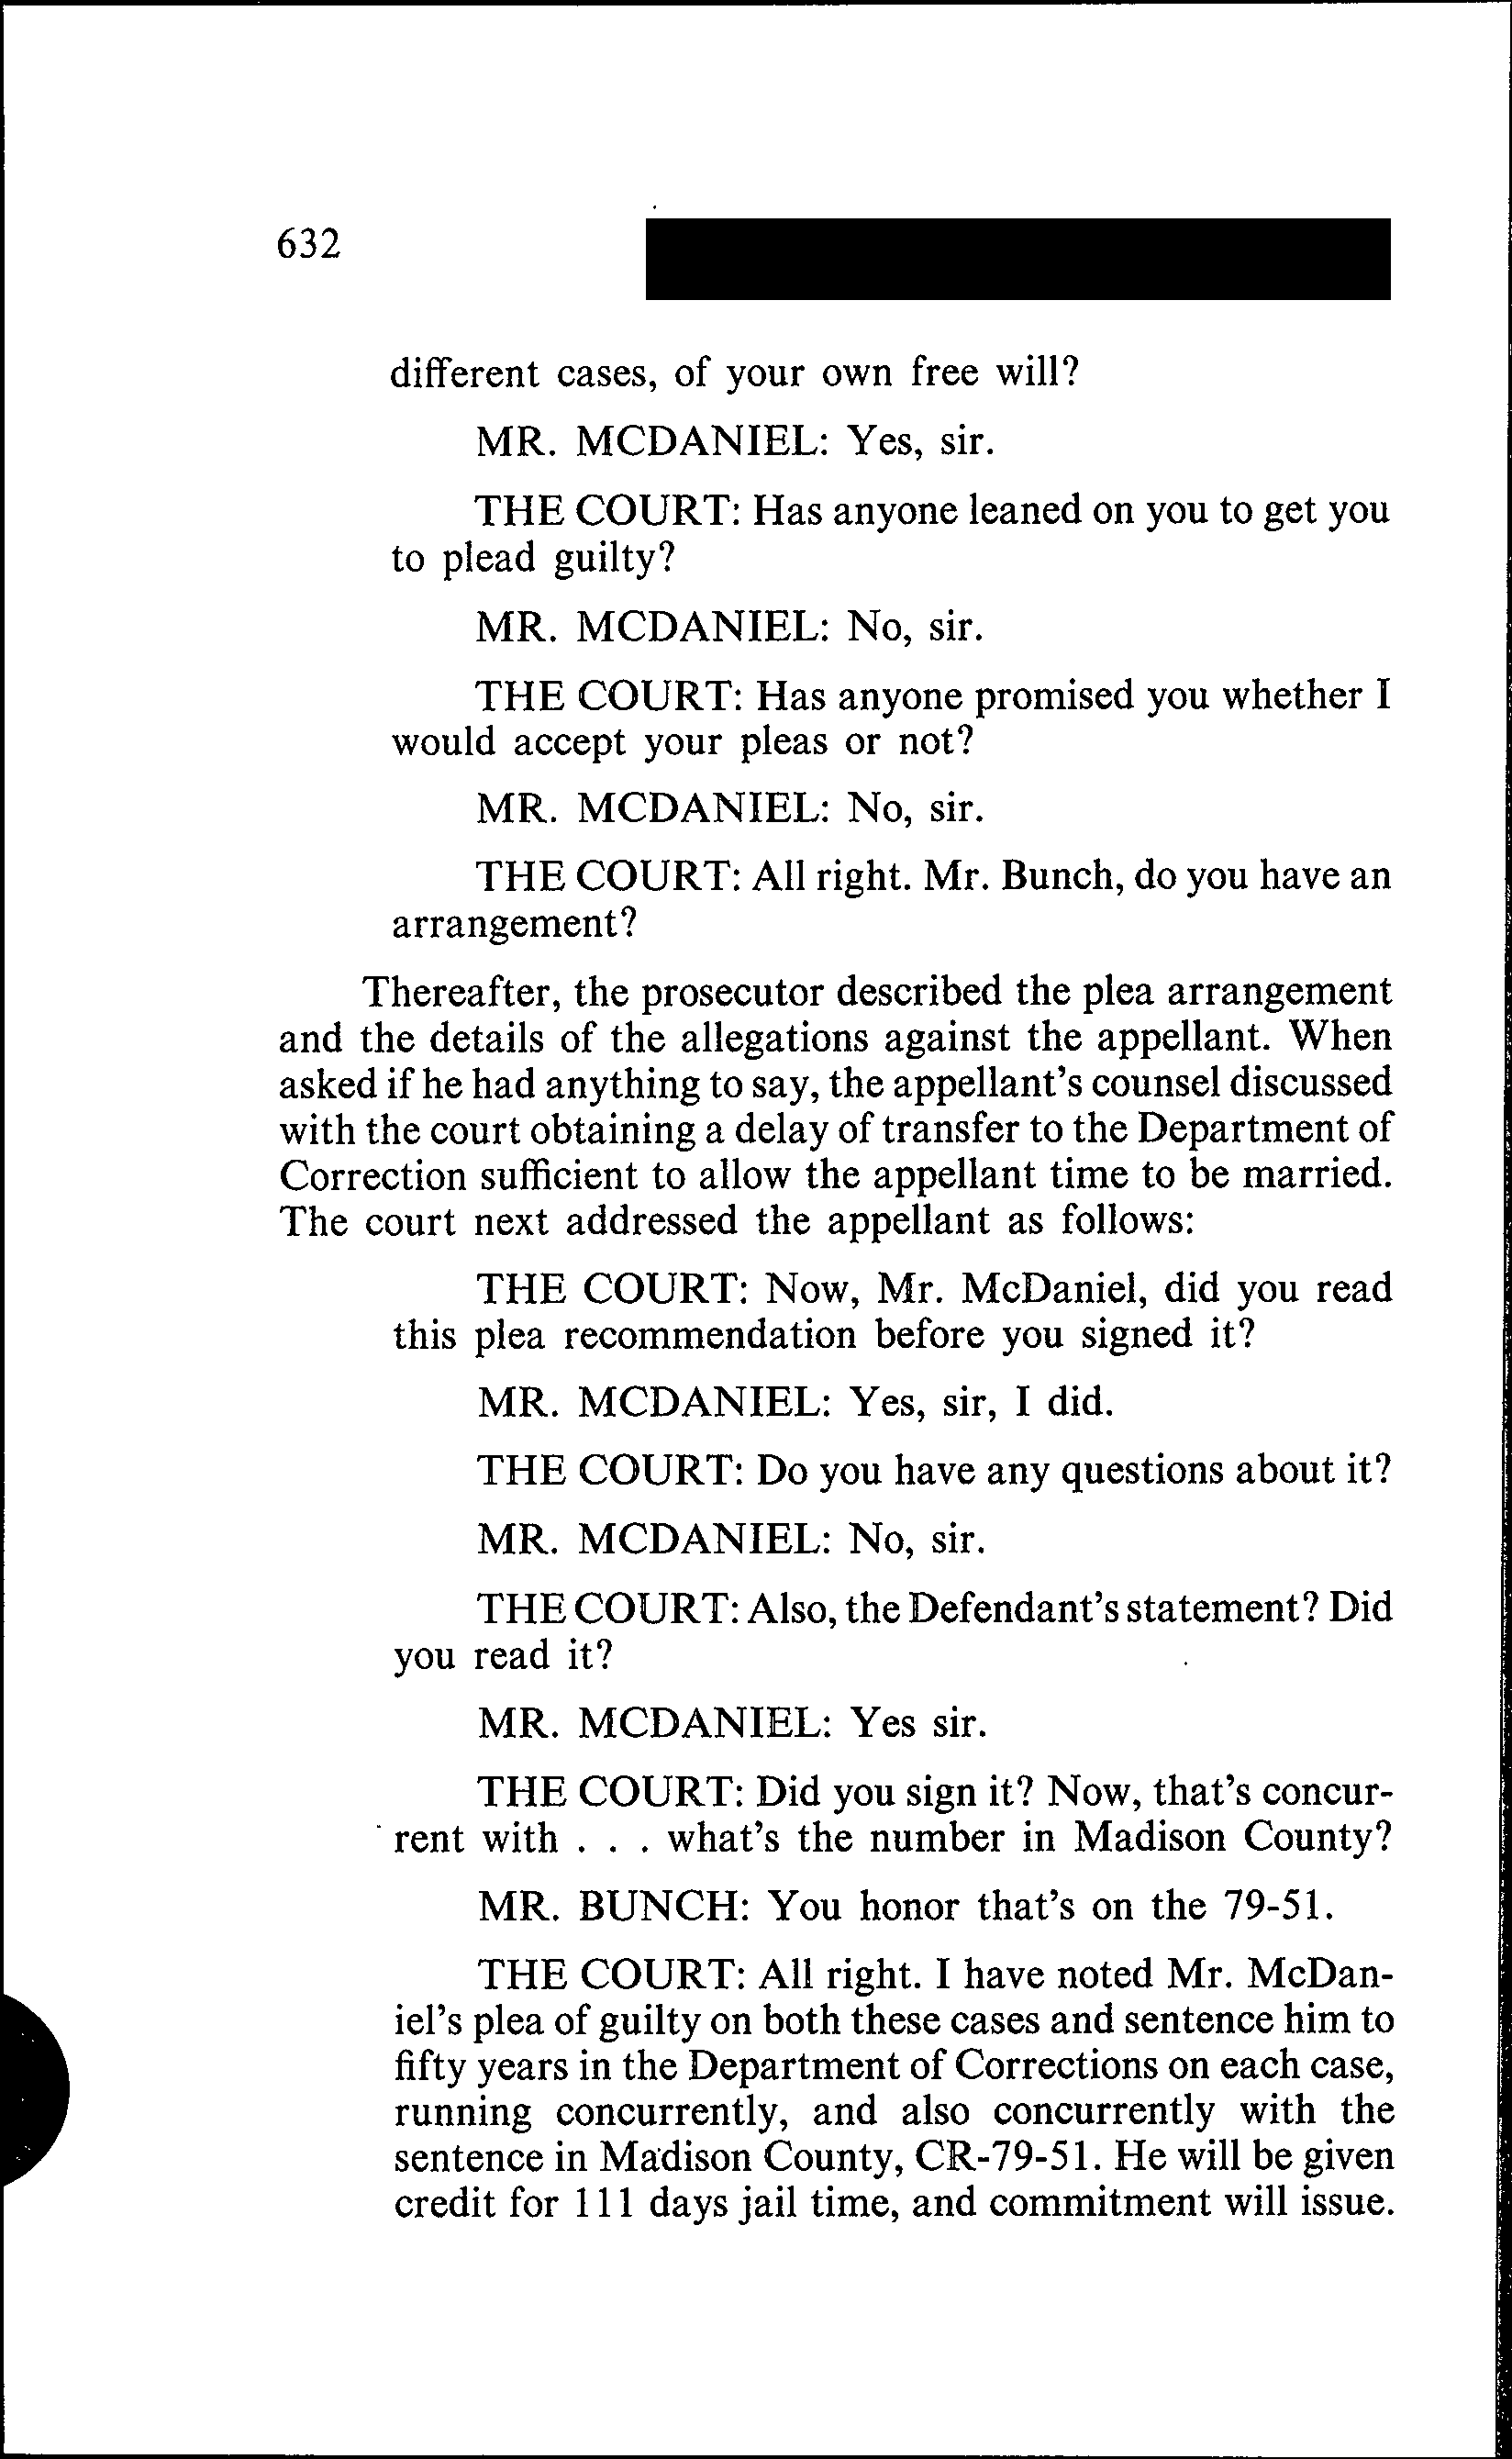 632
different cases, of your own free will?
MR. MCDANIEL: Yes, sir.
THE COURT: Has anyone leaned on you to get you
to plead guilty?
MR. MCDANIEL: No, sir.
THE COURT: Has anyone promised you whether I
would accept your pleas or not?
MR. MCDANIEL: No, sir.
THE COURT: All right. Mr. Bunch, do you have an
arrangement?
Thereafter, the prosecutor described the plea arrangement
and the details of the allegations against the appellant. When
asked if he had anything to say, the appellant's counsel discussed
with the court obtaining a delay of transfer to the Department of
Correction sufficient to allow the appellant time to be married.
The court next addressed the appellant as follows:
THE COURT: Now, Mr. McDaniel, did you read
this plea recommendation before you signed it?
MR. MCDANIEL: Yes, sir, I did.
THE COURT: Do you have any questions about it?
MR. MCDANIEL: No, sir.
THE COURT: Also, the Defendant's statement? Did
you read it?
MR. MCDANIEL: Yes sir.
THE COURT: Did you sign it? Now, that's concur-
rent with . . . what's the number in Madison County?
MR. BUNCH: You honor that's on the 79-51.
THE COURT: All right. I have noted Mr. McDan-
iel's plea of guilty on both these cases and sentence him to
fifty years in the Department of Corrections on each case,
running concurrently, and also concurrently with the
sentence in Madison County, CR-79-51. He will be given
credit for 111 days jail time, and commitment will issue.